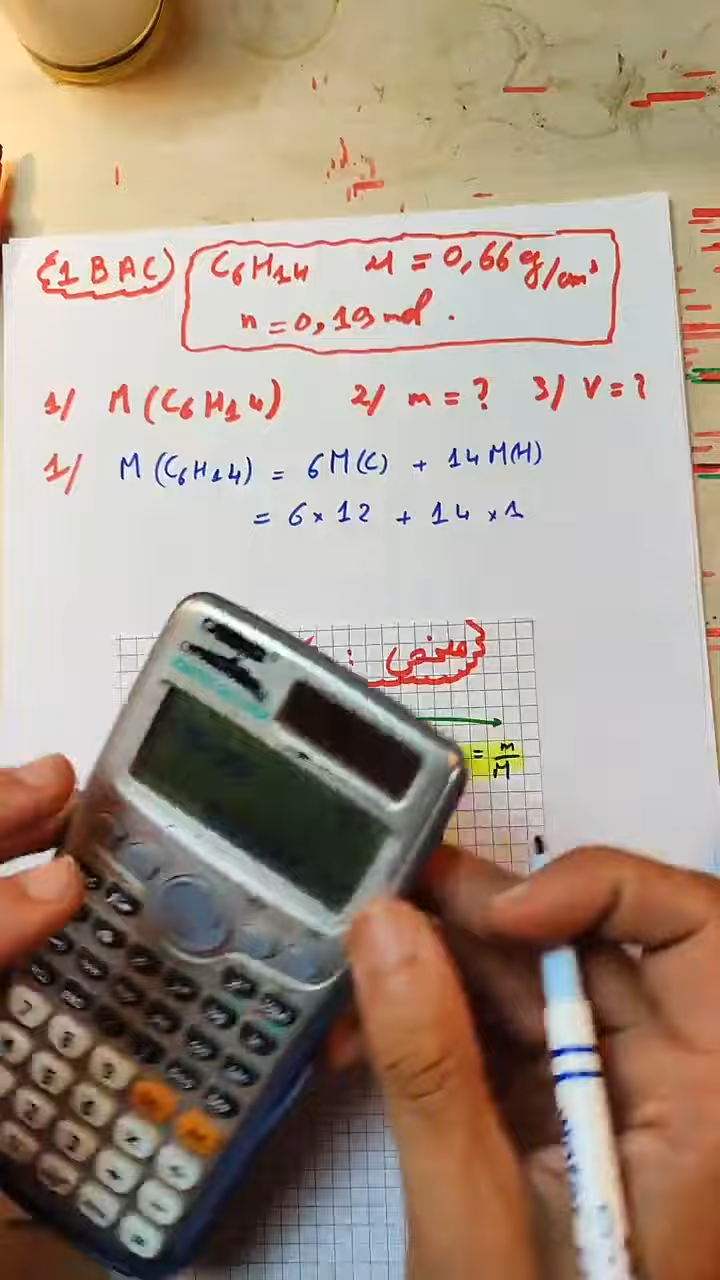 {1 BAC) C₆H₁₄ μ = 0,66 g/cm³
n = 0,19 mol.
1/ M(C₆H₁₄) 2/ m = ? 3/ V = ?
1/ M(C₆H₁₄) = 6M(C) + 14M(H)
= 6 × 12 + 14 × 1
ملخص :
= m/M